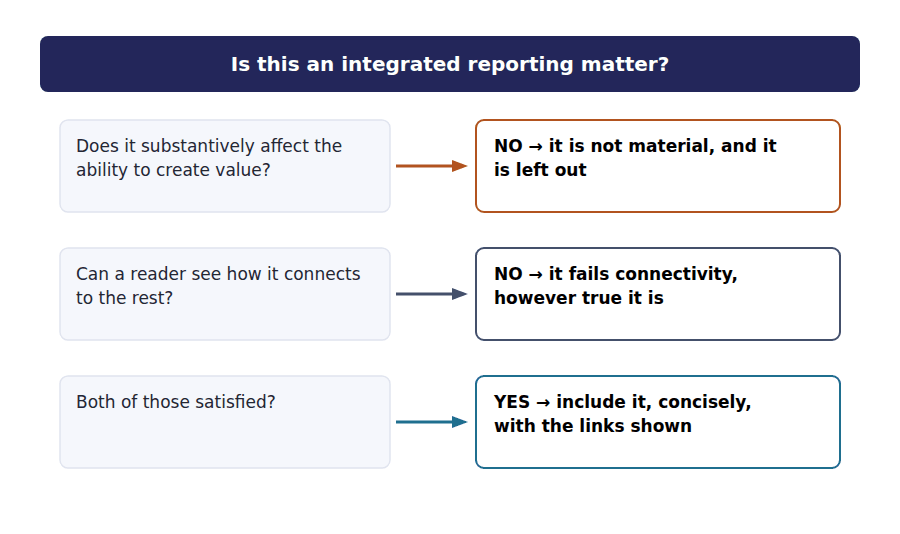 Is this an integrated reporting matter?
Does it substantively affect the
ability to create value?
NO → it is not material, and it
is left out
Can a reader see how it connects
to the rest?
NO → it fails connectivity,
however true it is
Both of those satisfied?
YES → include it, concisely,
with the links shown